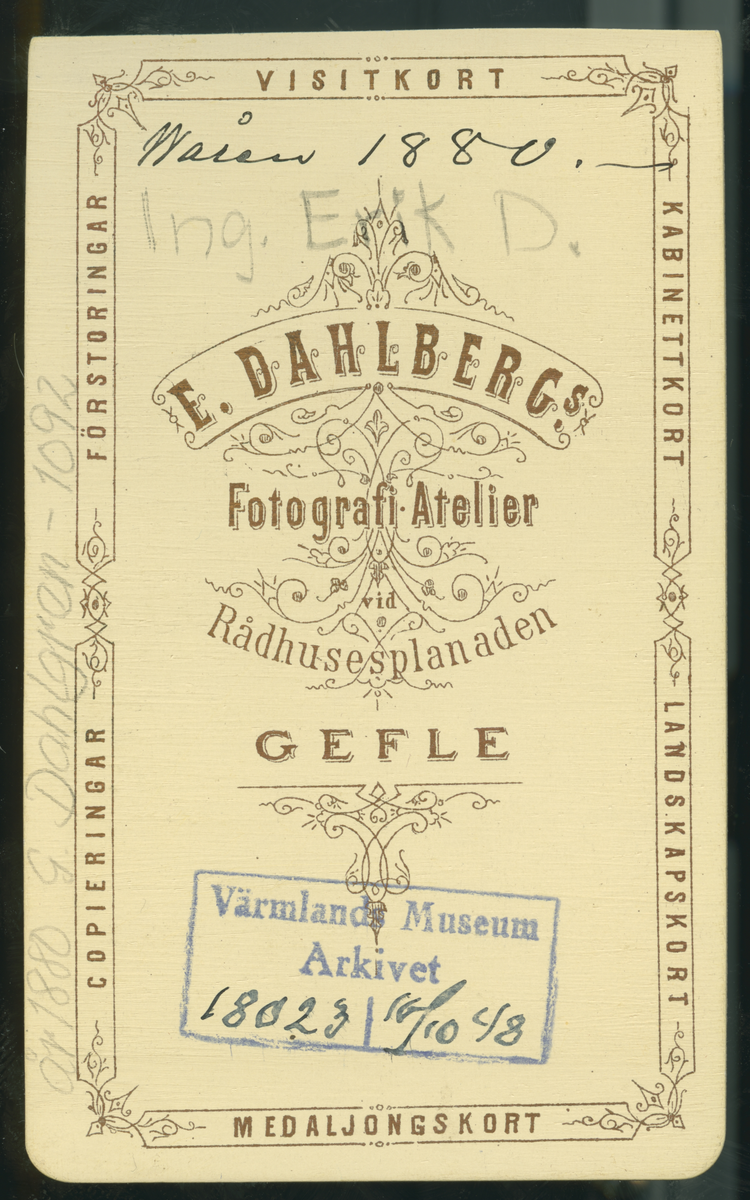 VISITKORT
Wåren 1880. —
Ing. Erik D.
FÖRSTORINGAR
KABINETTKORT
E. DAHLBERGs.
Fotografi-Atelier
vid
Rådhusesplanaden
GEFLE
COPIERINGAR
LANDSKAPSKORT
Värmlands Museum
Arkivet
18023 | 16/10 48
MEDALJONGSKORT
år 1880 G. Dahlgren - 1092